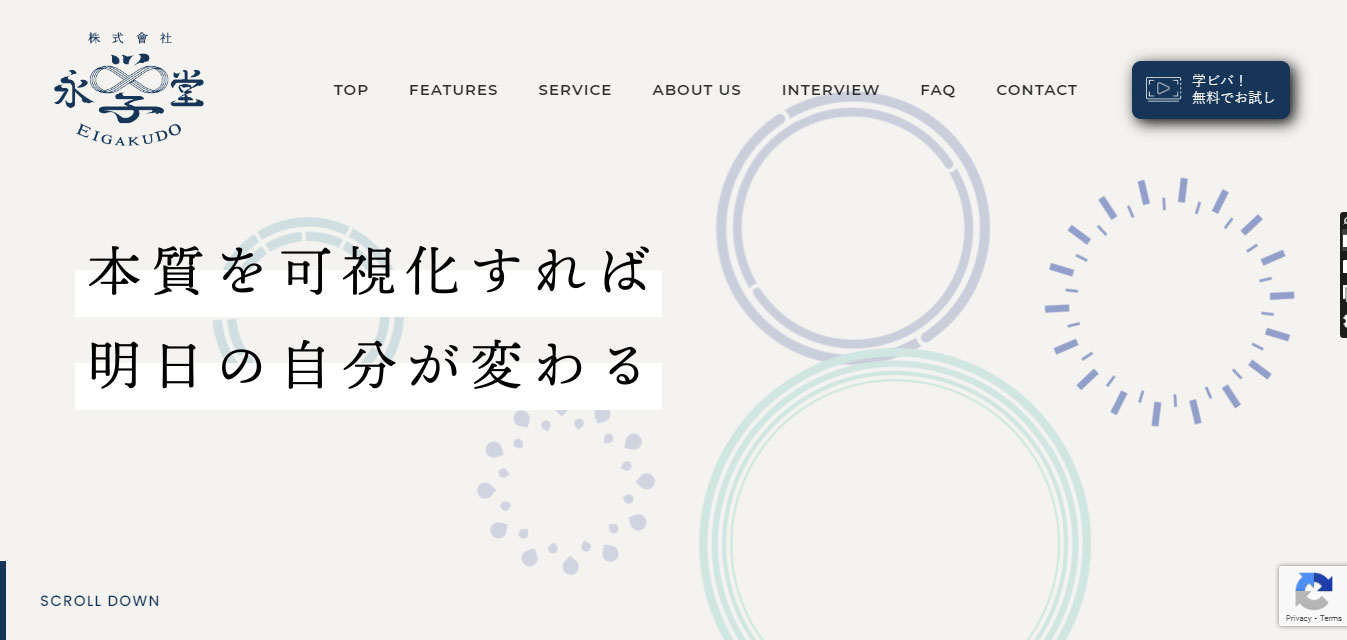 株式會社
永学堂
EIGAKUDO
TOP FEATURES SERVICE ABOUT US INTERVIEW FAQ CONTACT
学ビバ！
無料でお試し
本質を可視化すれば
明日の自分が変わる
SCROLL DOWN
Privacy - Terms